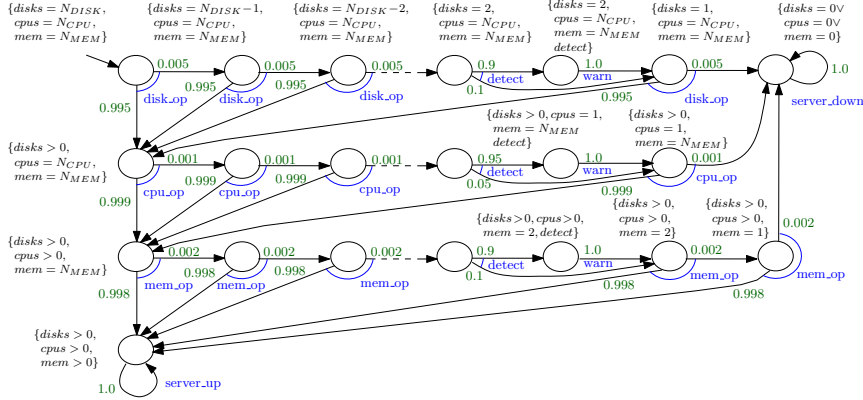 {disks = N_DISK, cpus = N_CPU, mem = N_MEM}
{disks = N_DISK−1, cpus = N_CPU, mem = N_MEM}
{disks = N_DISK−2, cpus = N_CPU, mem = N_MEM}
{disks = 2, cpus = N_CPU, mem = N_MEM}
{disks = 2, cpus = N_CPU, mem = N_MEM detect}
{disks = 1, cpus = N_CPU, mem = N_MEM}
{disks = 0∨ cpus = 0∨ mem = 0}
0.005 0.005 0.005 0.9 1.0 0.005
detect warn
1.0
0.995 0.995 0.995 0.1 0.995
disk_op disk_op disk_op disk_op
server_down
{disks > 0, cpus = N_CPU, mem = N_MEM}
{disks > 0, cpus = 1, mem = N_MEM detect}
{disks > 0, cpus = 1, mem = N_MEM}
0.001 0.001 0.001 0.95 1.0 0.001
detect warn
0.999 0.999 0.999 0.05 0.999
cpu_op cpu_op cpu_op cpu_op
{disks > 0, cpu > 0, mem = N_MEM}
{disks>0, cpu>0, mem = 2, detect}
{disks > 0, cpu > 0, mem = 2}
{disks > 0, cpu > 0, mem = 1}
0.002 0.002 0.002 0.9 1.0 0.002 0.002
detect warn
0.998 0.998 0.998 0.1 0.998 0.998
mem_op mem_op mem_op mem_op mem_op
{disks > 0, cpu > 0, mem > 0}
1.0
server_up